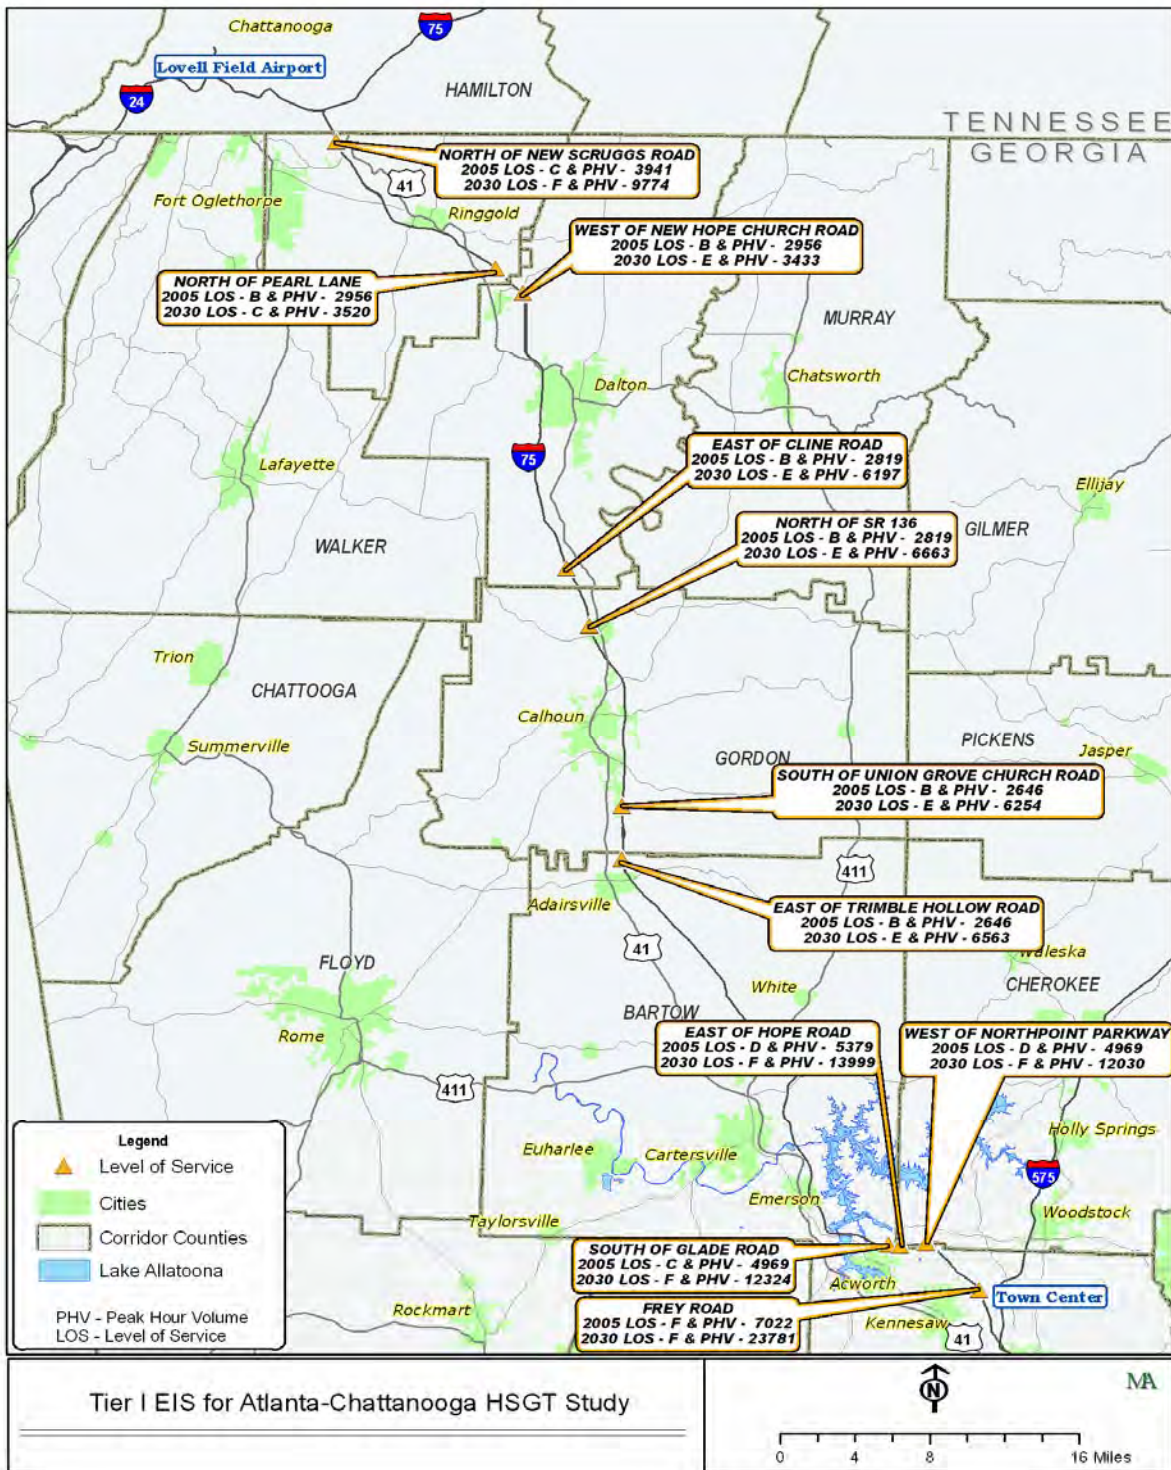 Chattanooga
75
Lovell Field Airport
24
HAMILTON
TENNESSEE
GEORGIA
NORTH OF NEW SCRUGGS ROAD
2005 LOS - C & PHV - 3941
2030 LOS - F & PHV - 9774
41
Fort Oglethorpe
Ringgold
WEST OF NEW HOPE CHURCH ROAD
2005 LOS - B & PHV - 2956
2030 LOS - E & PHV - 3433
NORTH OF PEARL LANE
2005 LOS - B & PHV - 2956
2030 LOS - C & PHV - 3520
MURRAY
Dalton
Chatsworth
EAST OF CLINE ROAD
2005 LOS - B & PHV - 2819
2030 LOS - E & PHV - 6197
75
Lafayette
Ellijay
NORTH OF SR 136
2005 LOS - B & PHV - 2819
2030 LOS - E & PHV - 6663
GILMER
WALKER
Trion
CHATTOOGA
Calhoun
Summerville
GORDON
PICKENS
Jasper
SOUTH OF UNION GROVE CHURCH ROAD
2005 LOS - B & PHV - 2646
2030 LOS - E & PHV - 6254
411
Adairsville
EAST OF TRIMBLE HOLLOW ROAD
2005 LOS - B & PHV - 2646
2030 LOS - E & PHV - 6563
41
Waleska
FLOYD
White
CHEROKEE
BARTOW
Rome
EAST OF HOPE ROAD
2005 LOS - D & PHV - 5379
2030 LOS - F & PHV - 13999
WEST OF NORTHPOINT PARKWAY
2005 LOS - D & PHV - 4969
2030 LOS - F & PHV - 12030
411
Holly Springs
Euharlee
Cartersville
575
Emerson
Woodstock
Taylorsville
SOUTH OF GLADE ROAD
2005 LOS - C & PHV - 4969
2030 LOS - F & PHV - 12324
Acworth
Town Center
FREY ROAD
2005 LOS - F & PHV - 7022
2030 LOS - F & PHV - 23781
Rockmart
Kennesaw
41
Legend
Level of Service
Cities
Corridor Counties
Lake Allatoona
PHV - Peak Hour Volume
LOS - Level of Service
Tier I EIS for Atlanta-Chattanooga HSGT Study
N
MA
0 4 8 16 Miles